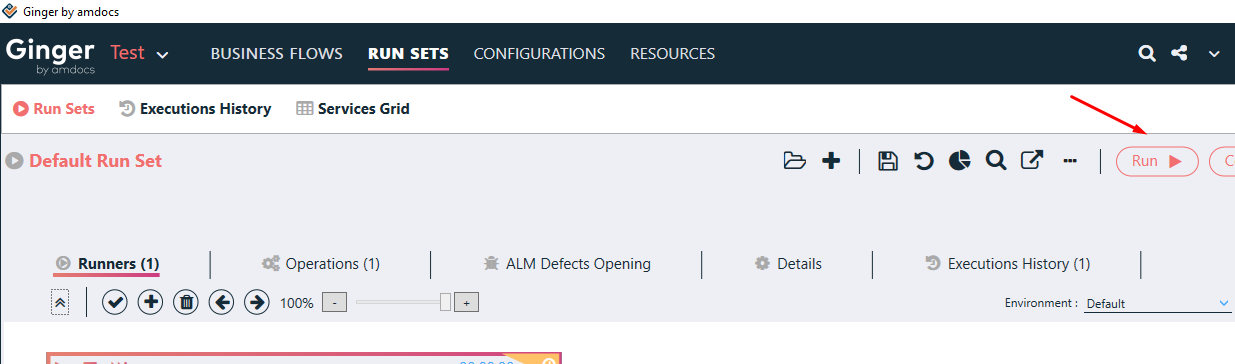 Ginger by amdocs
Ginger by amdocs Test BUSINESS FLOWS RUN SETS CONFIGURATIONS RESOURCES
Run Sets Executions History Services Grid
Default Run Set Run
Runners (1) Operations (1) ALM Defects Opening Details Executions History (1)
100% - + Environment : Default